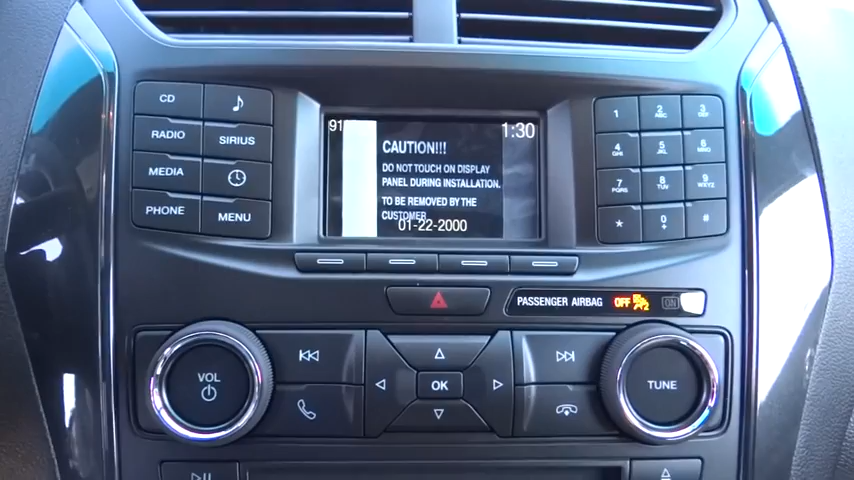 CD
RADIO
SIRIUS
MEDIA
PHONE
MENU
91
1:30
CAUTION!!!
DO NOT TOUCH ON DISPLAY
PANEL DURING INSTALLATION.
TO BE REMOVED BY THE
CUSTOMER
01-22-2000
1
2 ABC
3 DEF
4 GHI
5 JKL
6 MNO
7 PQRS
8 TUV
9 WXYZ
*
0 +
#
PASSENGER AIRBAG OFF ON
VOL
OK
TUNE